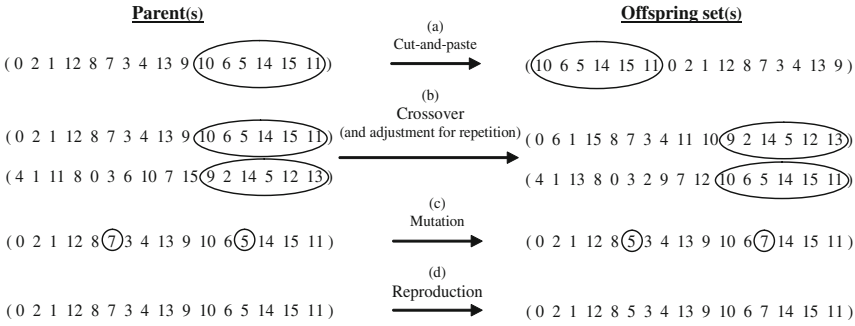 Parent(s)
Offspring set(s)
(a)
Cut-and-paste
( 0 2 1 12 8 7 3 4 13 9 10 6 5 14 15 11 )
( 10 6 5 14 15 11 0 2 1 12 8 7 3 4 13 9 )
(b)
Crossover
(and adjustment for repetition)
( 0 2 1 12 8 7 3 4 13 9 10 6 5 14 15 11 )
( 0 6 1 15 8 7 3 4 11 10 9 2 14 5 12 13 )
( 4 1 11 8 0 3 6 10 7 15 9 2 14 5 12 13 )
( 4 1 13 8 0 3 2 9 7 12 10 6 5 14 15 11 )
(c)
Mutation
( 0 2 1 12 8 7 3 4 13 9 10 6 5 14 15 11 )
( 0 2 1 12 8 5 3 4 13 9 10 6 7 14 15 11 )
(d)
Reproduction
( 0 2 1 12 8 7 3 4 13 9 10 6 5 14 15 11 )
( 0 2 1 12 8 5 3 4 13 9 10 6 7 14 15 11 )